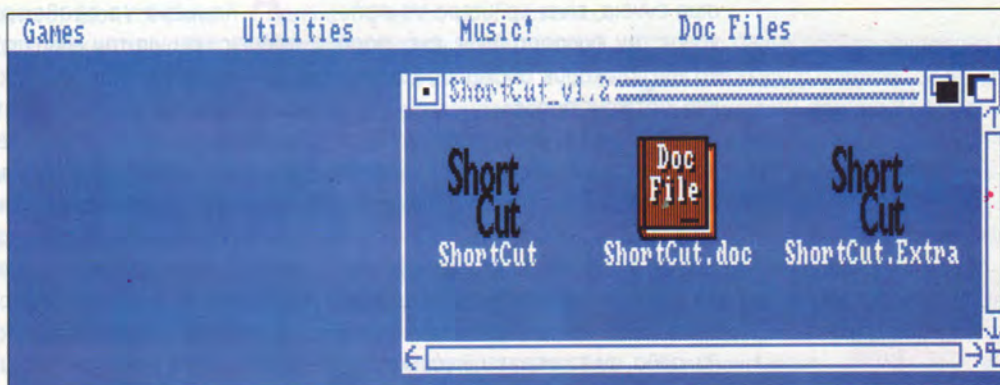 Games Utilities Music! Doc Files
ShortCut_v1.2
Short Cut
Doc File
Short Cut
ShortCut ShortCut.doc ShortCut.Extra